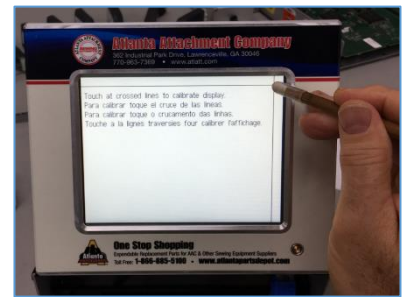 Atlanta Attachment Company
362 Industrial Park Drive, Lawrenceville, GA 30046
770-963-7369 • www.atlatt.com
Touch at crossed lines to calibrate display.
Para calibrar toque el cruce de las lineas.
Para calibrar toque o cruzamento das linhas.
Touche a la lignes traversies four calibrer l'affichage.
Atlanta
One Stop Shopping
Expendable Replacement Parts for AAC & Other Sewing Equipment Suppliers
Toll Free: 1-866-885-5100 • www.atlantapartsdepot.com